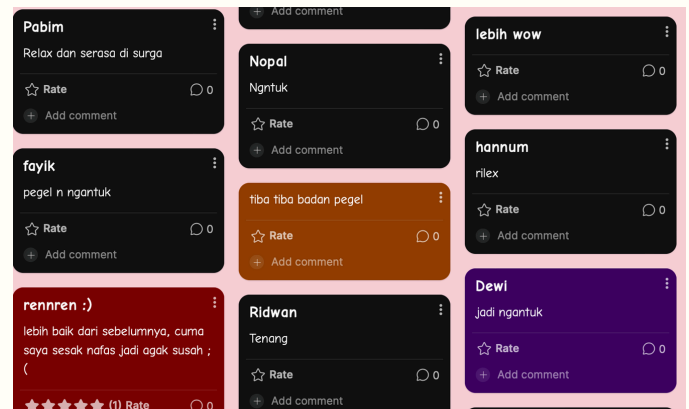 Pabim
Relax dan serasa di surga
Rate
0
Add comment
fayik
pegel n ngantuk
Rate
0
Add comment
rennren :)
lebih baik dari sebelumnya, cuma
saya sesak nafas jadi agak susah ;
(
(1) Rate
0
Add comment
Nopal
Ngntuk
Rate
0
Add comment
tiba tiba badan pegel
Rate
0
Add comment
Ridwan
Tenang
Rate
0
Add comment
lebih wow
Rate
0
Add comment
hannum
rilex
Rate
0
Add comment
Dewi
jadi ngantuk
Rate
0
Add comment